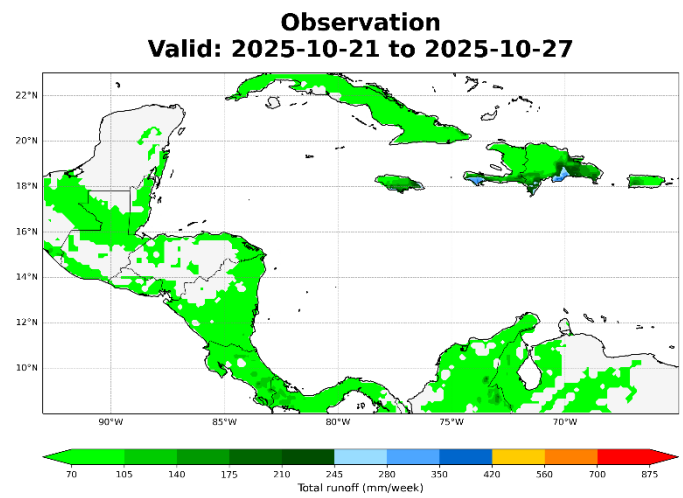 Observation
Valid: 2025-10-21 to 2025-10-27
22°N
20°N
18°N
16°N
14°N
12°N
10°N
90°W 85°W 80°W 75°W 70°W
70 105 140 175 210 245 280 350 420 560 700 875
Total runoff (mm/week)